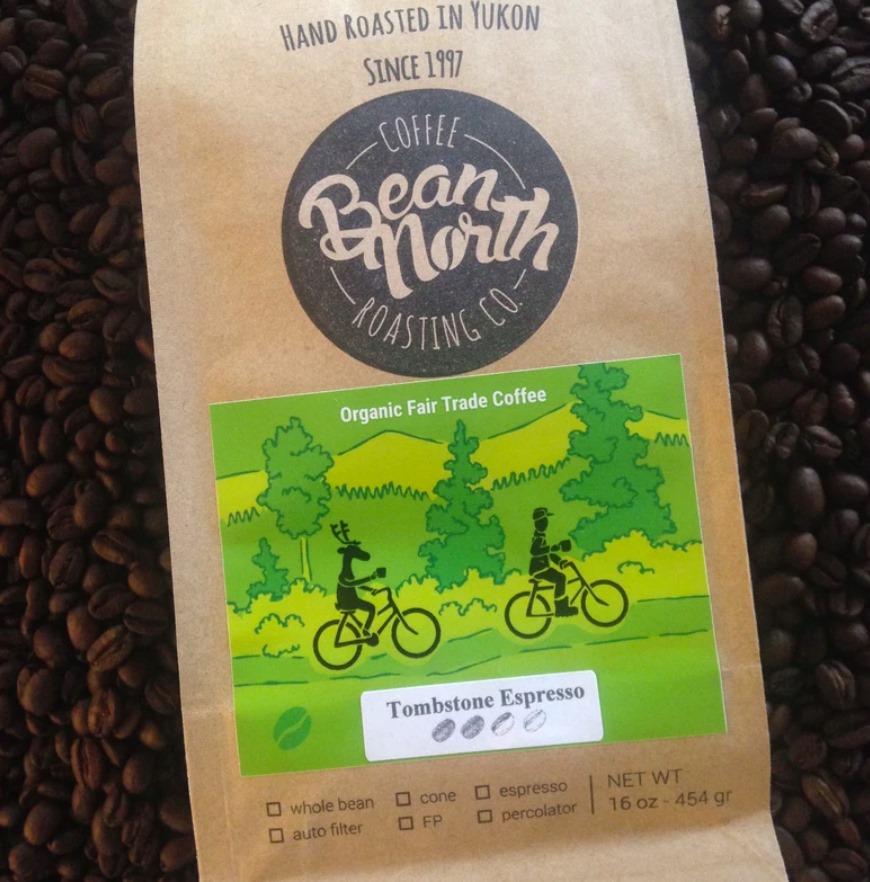 HAND ROASTED IN YUKON
SINCE 1997
COFFEE
Bean
North
ROASTING CO.
Organic Fair Trade Coffee
Tombstone Espresso
whole bean
cone
espresso
auto filter
FP
percolator
NET WT
16 oz - 454 gr